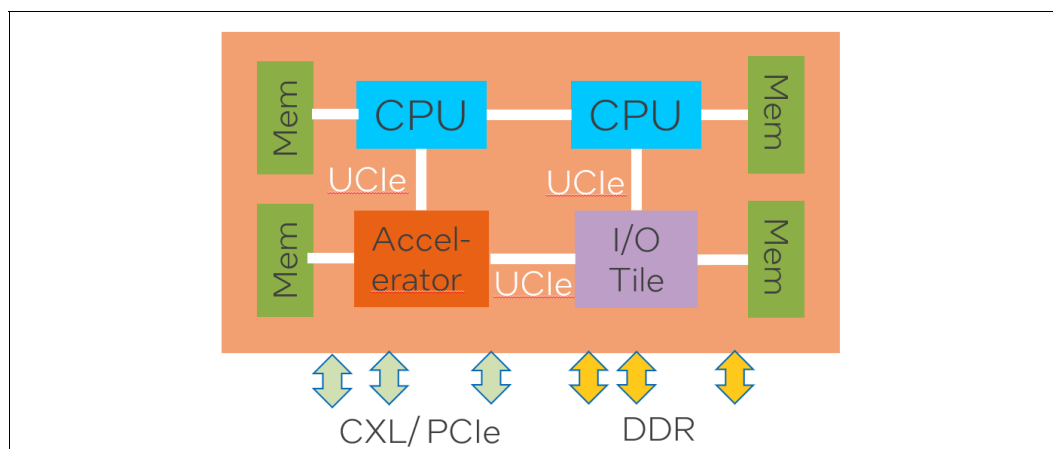 Mem
CPU
CPU
Mem
UCIe
UCIe
Mem
Accel-
erator
I/O
Tile
Mem
UCIe
CXL/PCIe
DDR